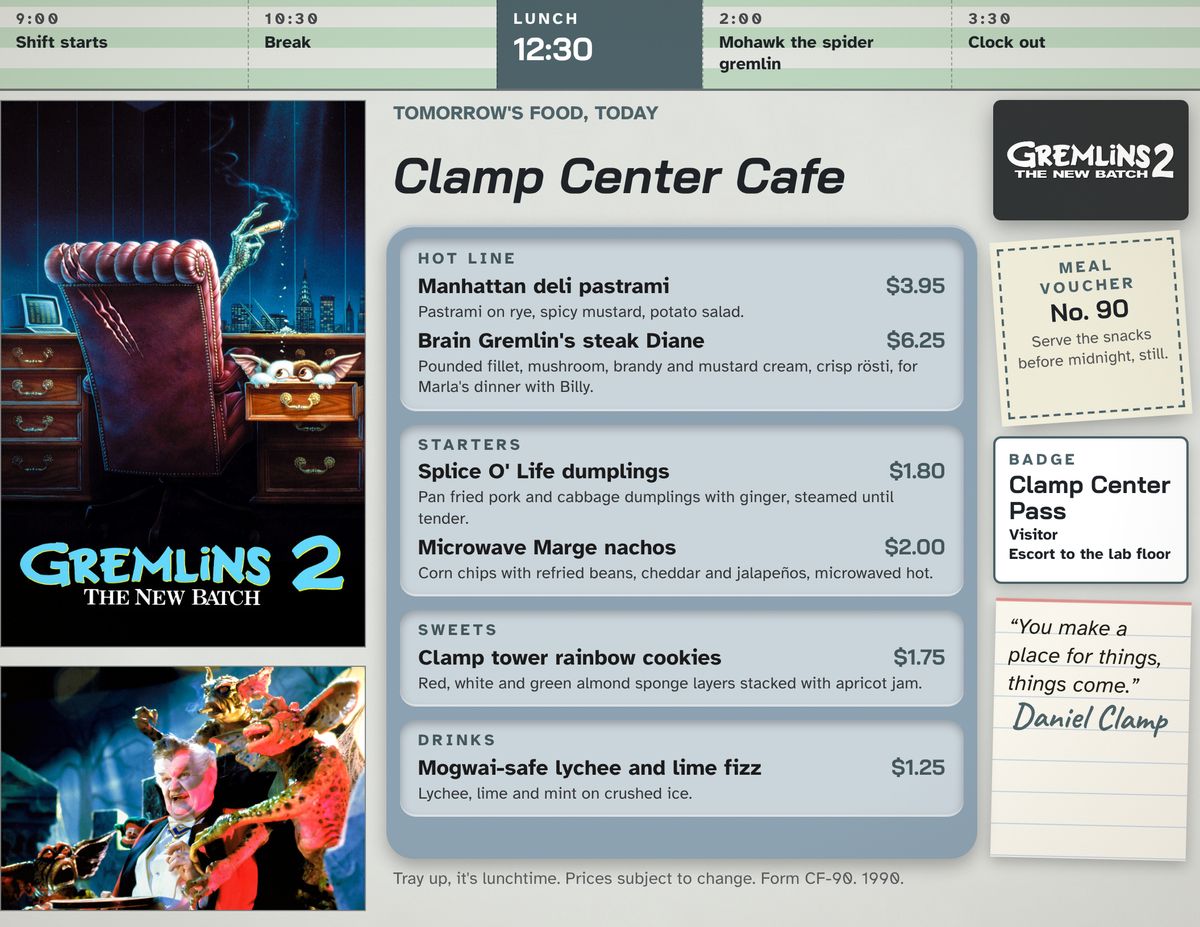 9:00
Shift starts
10:30
Break
LUNCH
12:30
2:00
Mohawk the spider
gremlin
3:30
Clock out
GREMLiNS 2
THE NEW BATCH
TOMORROW'S FOOD, TODAY
Clamp Center Cafe
HOT LINE
Manhattan deli pastrami $3.95
Pastrami on rye, spicy mustard, potato salad.
Brain Gremlin's steak Diane $6.25
Pounded fillet, mushroom, brandy and mustard cream, crisp rösti, for
Marla's dinner with Billy.
STARTERS
Splice O' Life dumplings $1.80
Pan fried pork and cabbage dumplings with ginger, steamed until
tender.
Microwave Marge nachos $2.00
Corn chips with refried beans, cheddar and jalapeños, microwaved hot.
SWEETS
Clamp tower rainbow cookies $1.75
Red, white and green almond sponge layers stacked with apricot jam.
DRINKS
Mogwai-safe lychee and lime fizz $1.25
Lychee, lime and mint on crushed ice.
Tray up, it's lunchtime. Prices subject to change. Form CF-90. 1990.
GREMLiNS 2
THE NEW BATCH
MEAL
VOUCHER
No. 90
Serve the snacks
before midnight, still.
BADGE
Clamp Center
Pass
Visitor
Escort to the lab floor
“You make a
place for things,
things come.”
Daniel Clamp